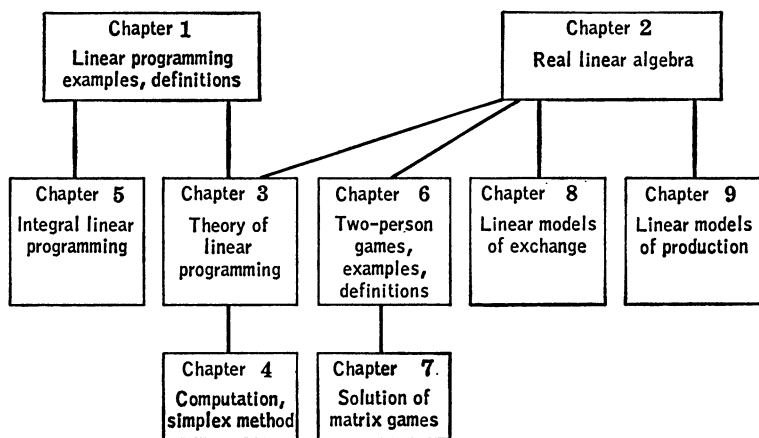 Chapter 1
Linear programming
examples, definitions
Chapter 2
Real linear algebra
Chapter 5
Integral linear
programming
Chapter 3
Theory of
linear
programming
Chapter 6
Two-person
games,
examples,
definitions
Chapter 8
Linear models
of exchange
Chapter 9
Linear models
of production
Chapter 4
Computation,
simplex method
Chapter 7.
Solution of
matrix games